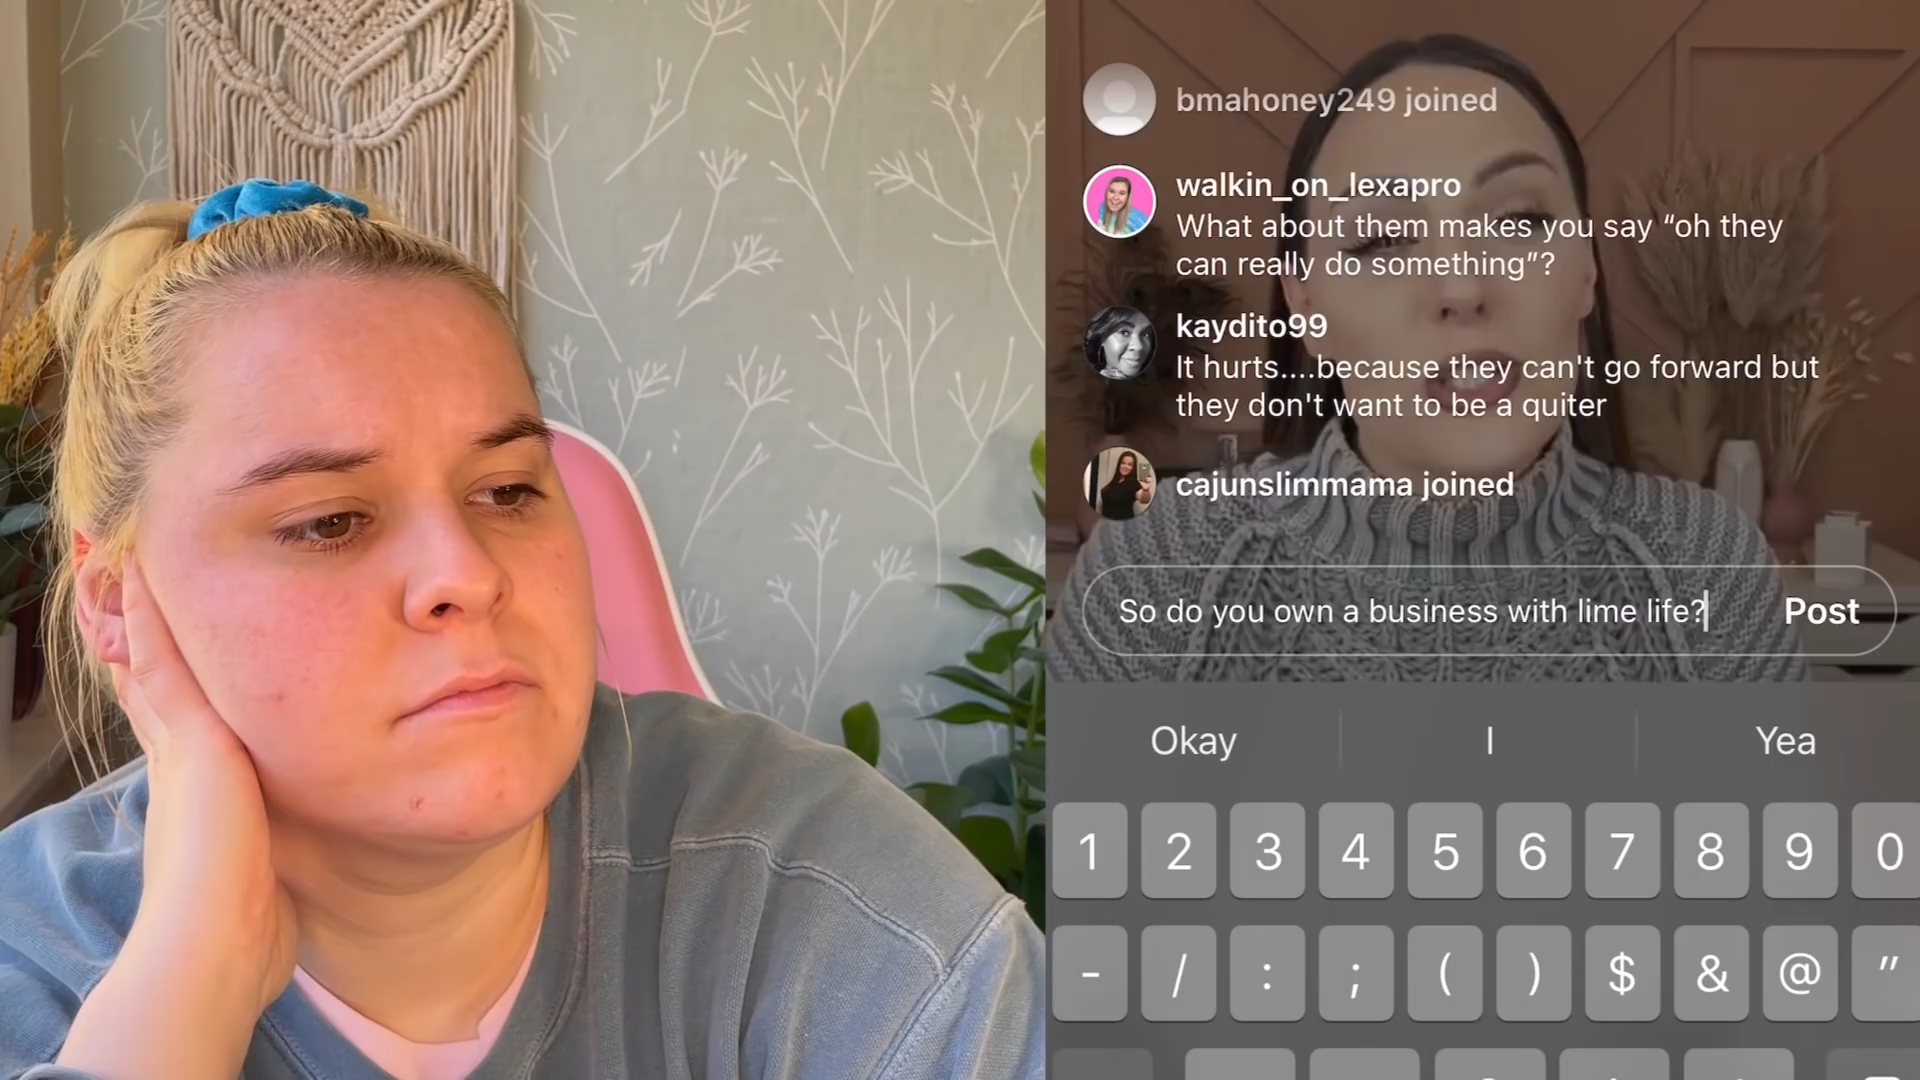 bmahoney249 joined
walkin_on_lexapro
What about them makes you say “oh they
can really do something”?
kaydito99
It hurts....because they can't go forward but
they don't want to be a quiter
cajunslimmama joined
So do you own a business with lime life?
Post
Okay
I
Yea
1 2 3 4 5 6 7 8 9 0
- / : ; ( ) $ & @ "